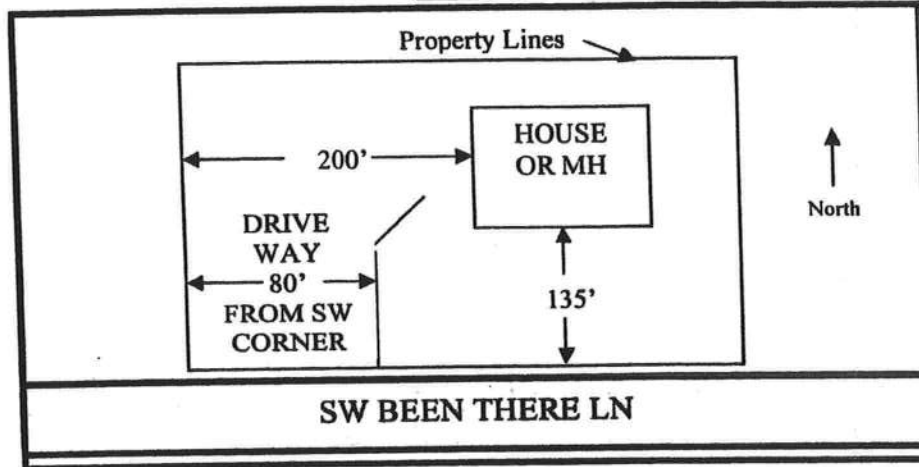 Property Lines
HOUSE
OR MH
200'
North
DRIVE
WAY
80'
135'
FROM SW
CORNER
SW BEEN THERE LN